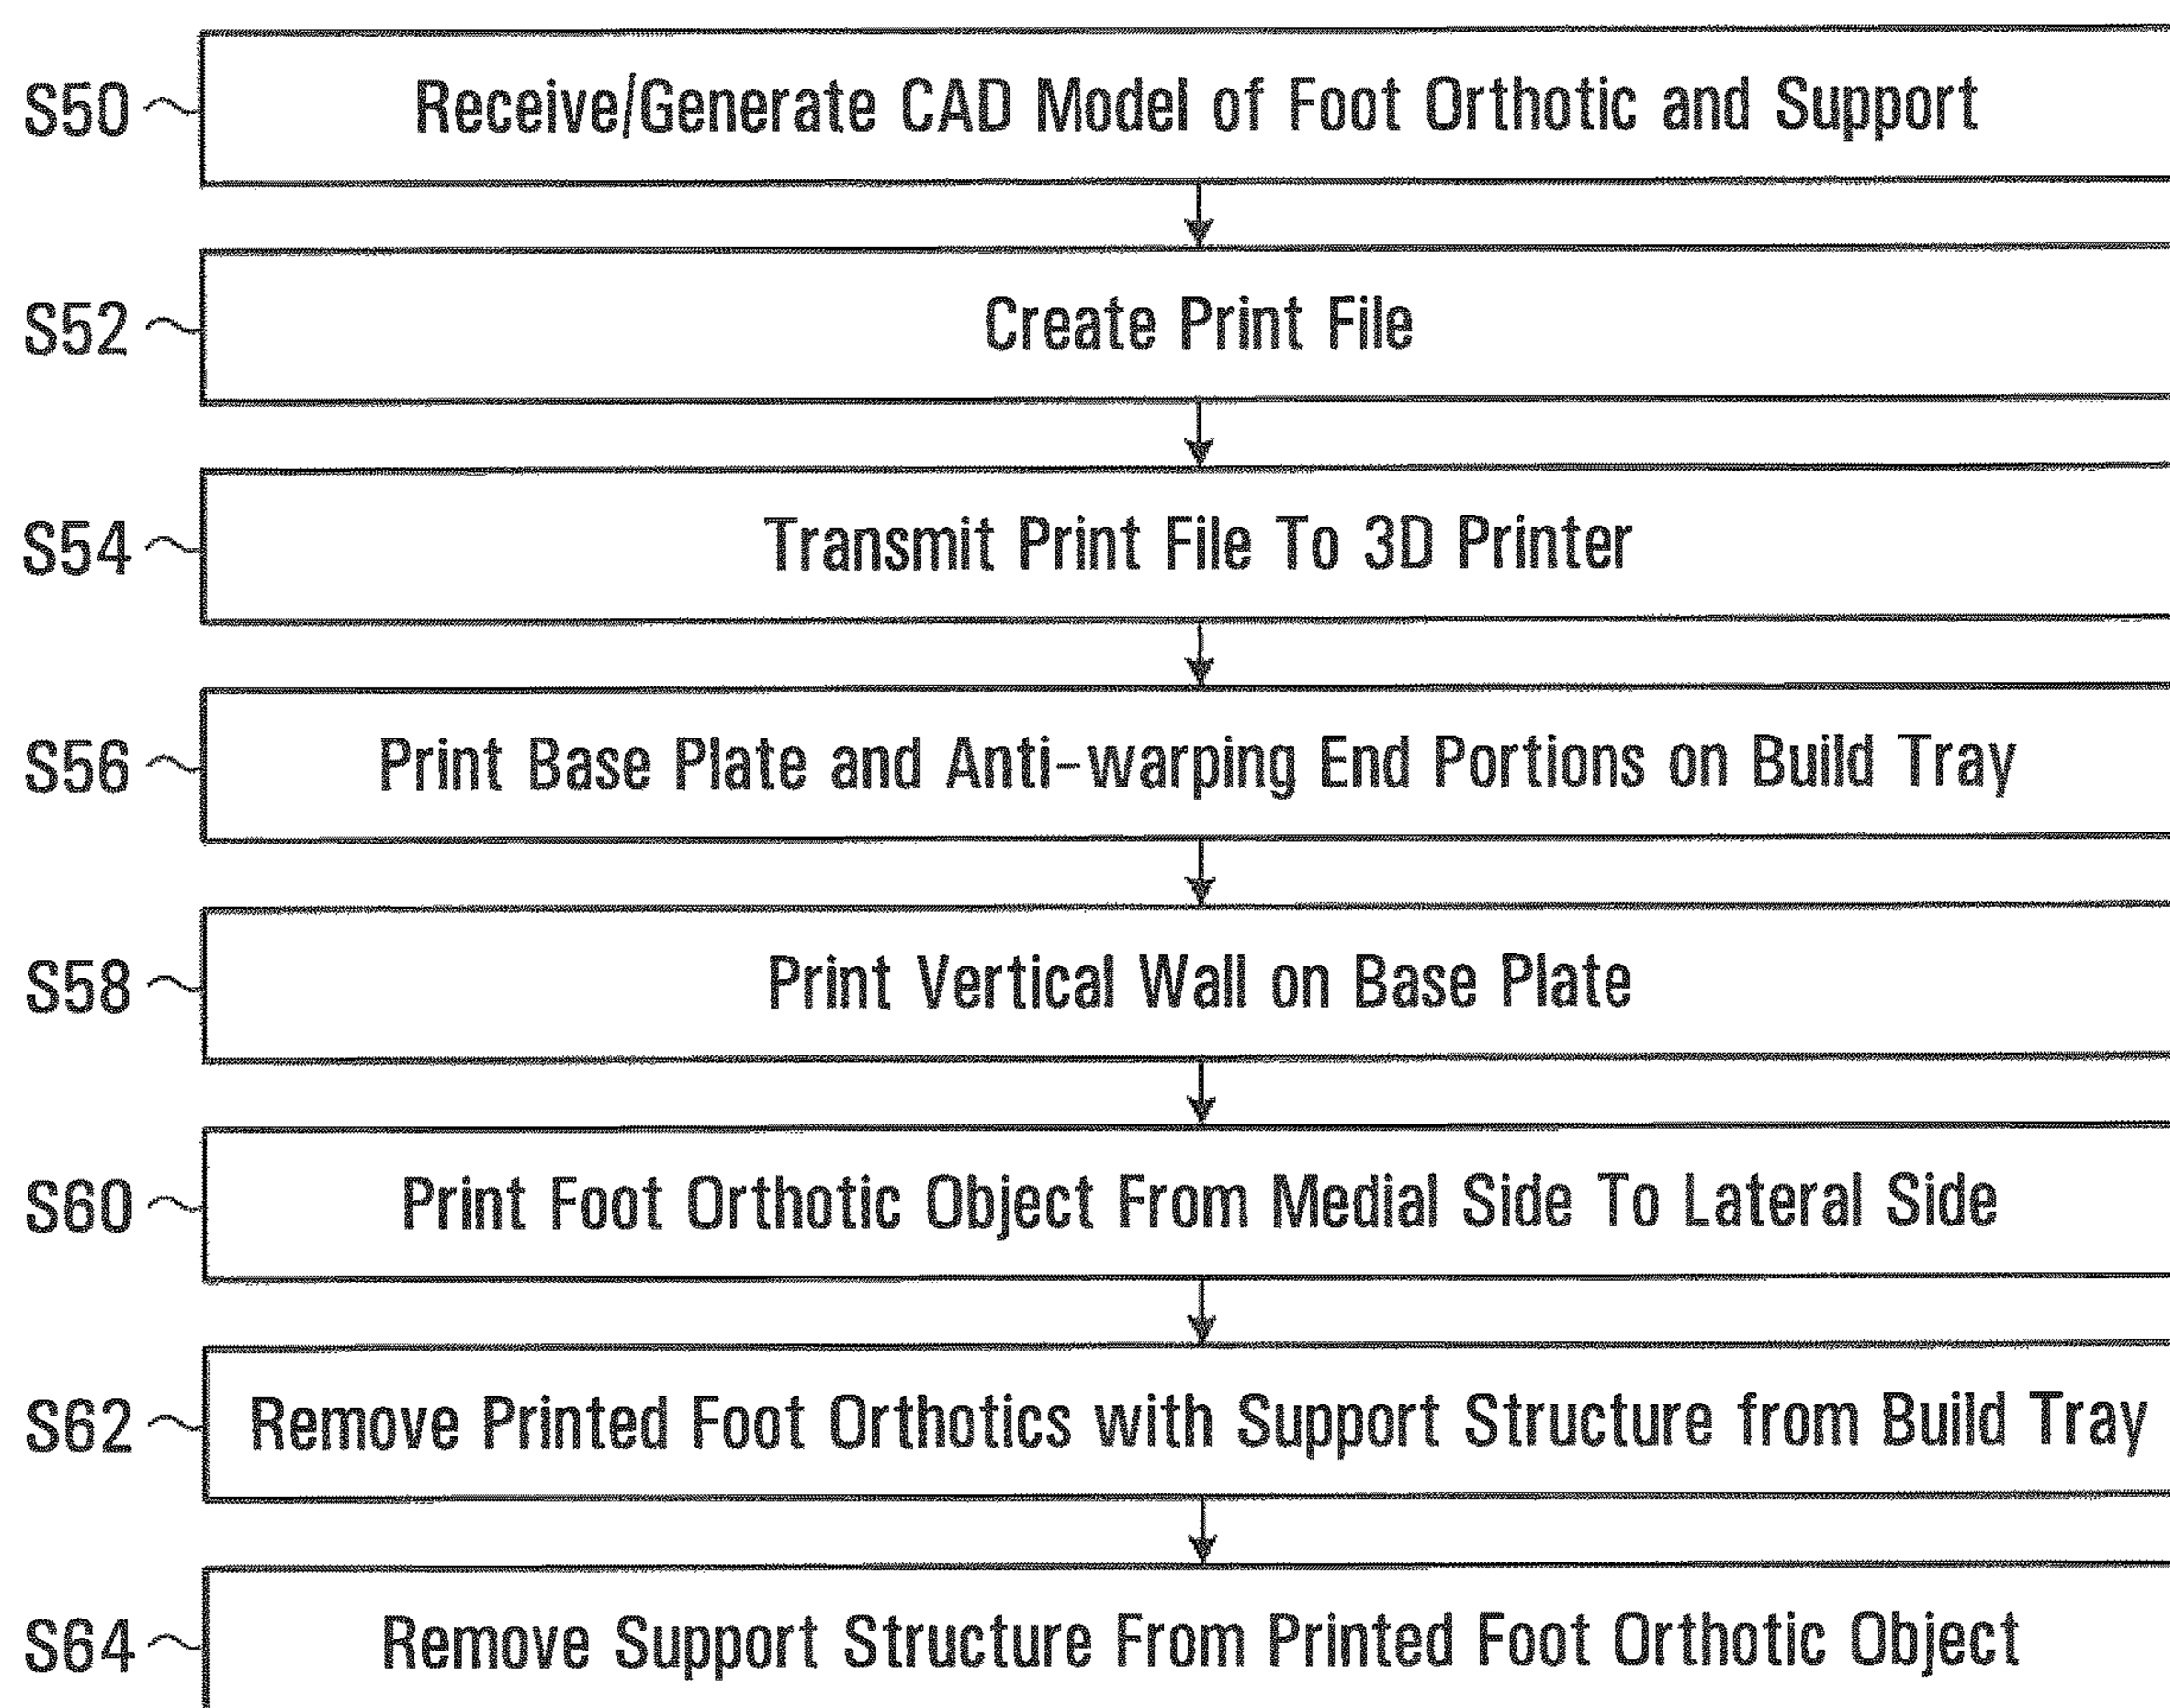 S50 Receive/Generate CAD Model of Foot Orthotic and Support
S52 Create Print File
S54 Transmit Print File To 3D Printer
S56 Print Base Plate and Anti-warping End Portions on Build Tray
S58 Print Vertical Wall on Base Plate
S60 Print Foot Orthotic Object From Medial Side To Lateral Side
S62 Remove Printed Foot Orthotics with Support Structure from Build Tray
S64 Remove Support Structure From Printed Foot Orthotic Object